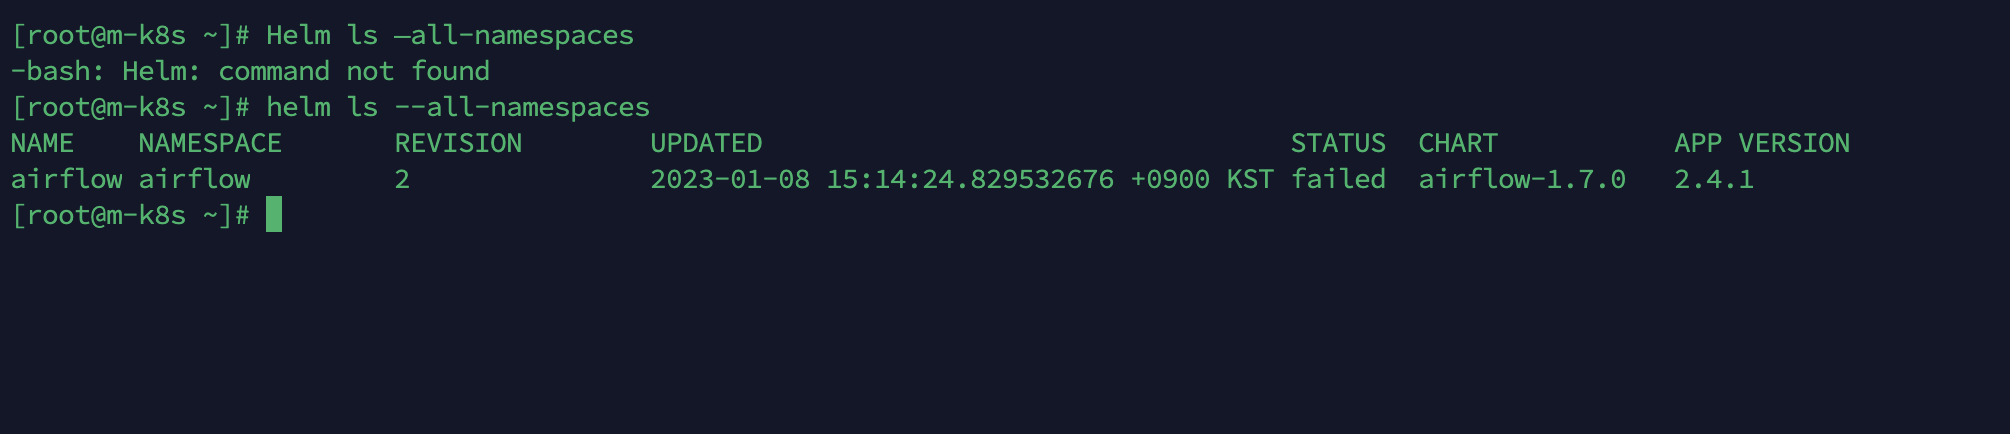 [root@m-k8s ~]# Helm ls —all-namespaces
-bash: Helm: command not found
[root@m-k8s ~]# helm ls --all-namespaces
NAME    NAMESPACE       REVISION        UPDATED                                 STATUS  CHART           APP VERSION
airflow airflow         2               2023-01-08 15:14:24.829532676 +0900 KST failed  airflow-1.7.0   2.4.1
[root@m-k8s ~]#